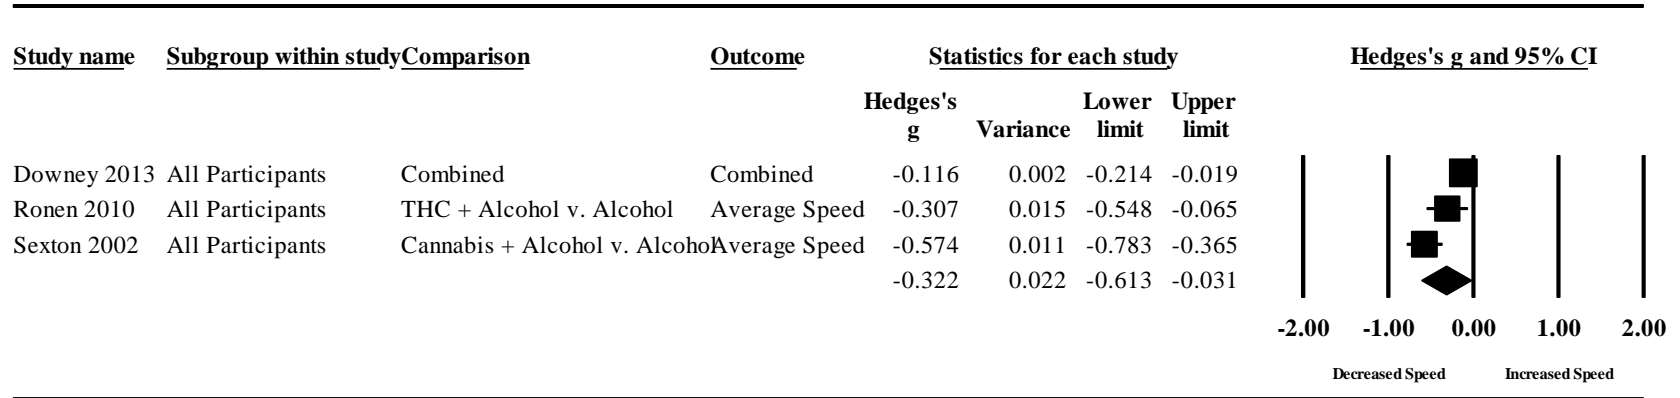 Study name Subgroup within study Comparison Outcome Statistics for each study Hedges's g and 95% CI
Hedges's Lower Upper
g Variance limit limit
Downey 2013 All Participants Combined Combined -0.116 0.002 -0.214 -0.019
Ronen 2010 All Participants THC + Alcohol v. Alcohol Average Speed -0.307 0.015 -0.548 -0.065
Sexton 2002 All Participants Cannabis + Alcohol v. Alcohol Average Speed -0.574 0.011 -0.783 -0.365
-0.322 0.022 -0.613 -0.031
-2.00 -1.00 0.00 1.00 2.00
Decreased Speed Increased Speed